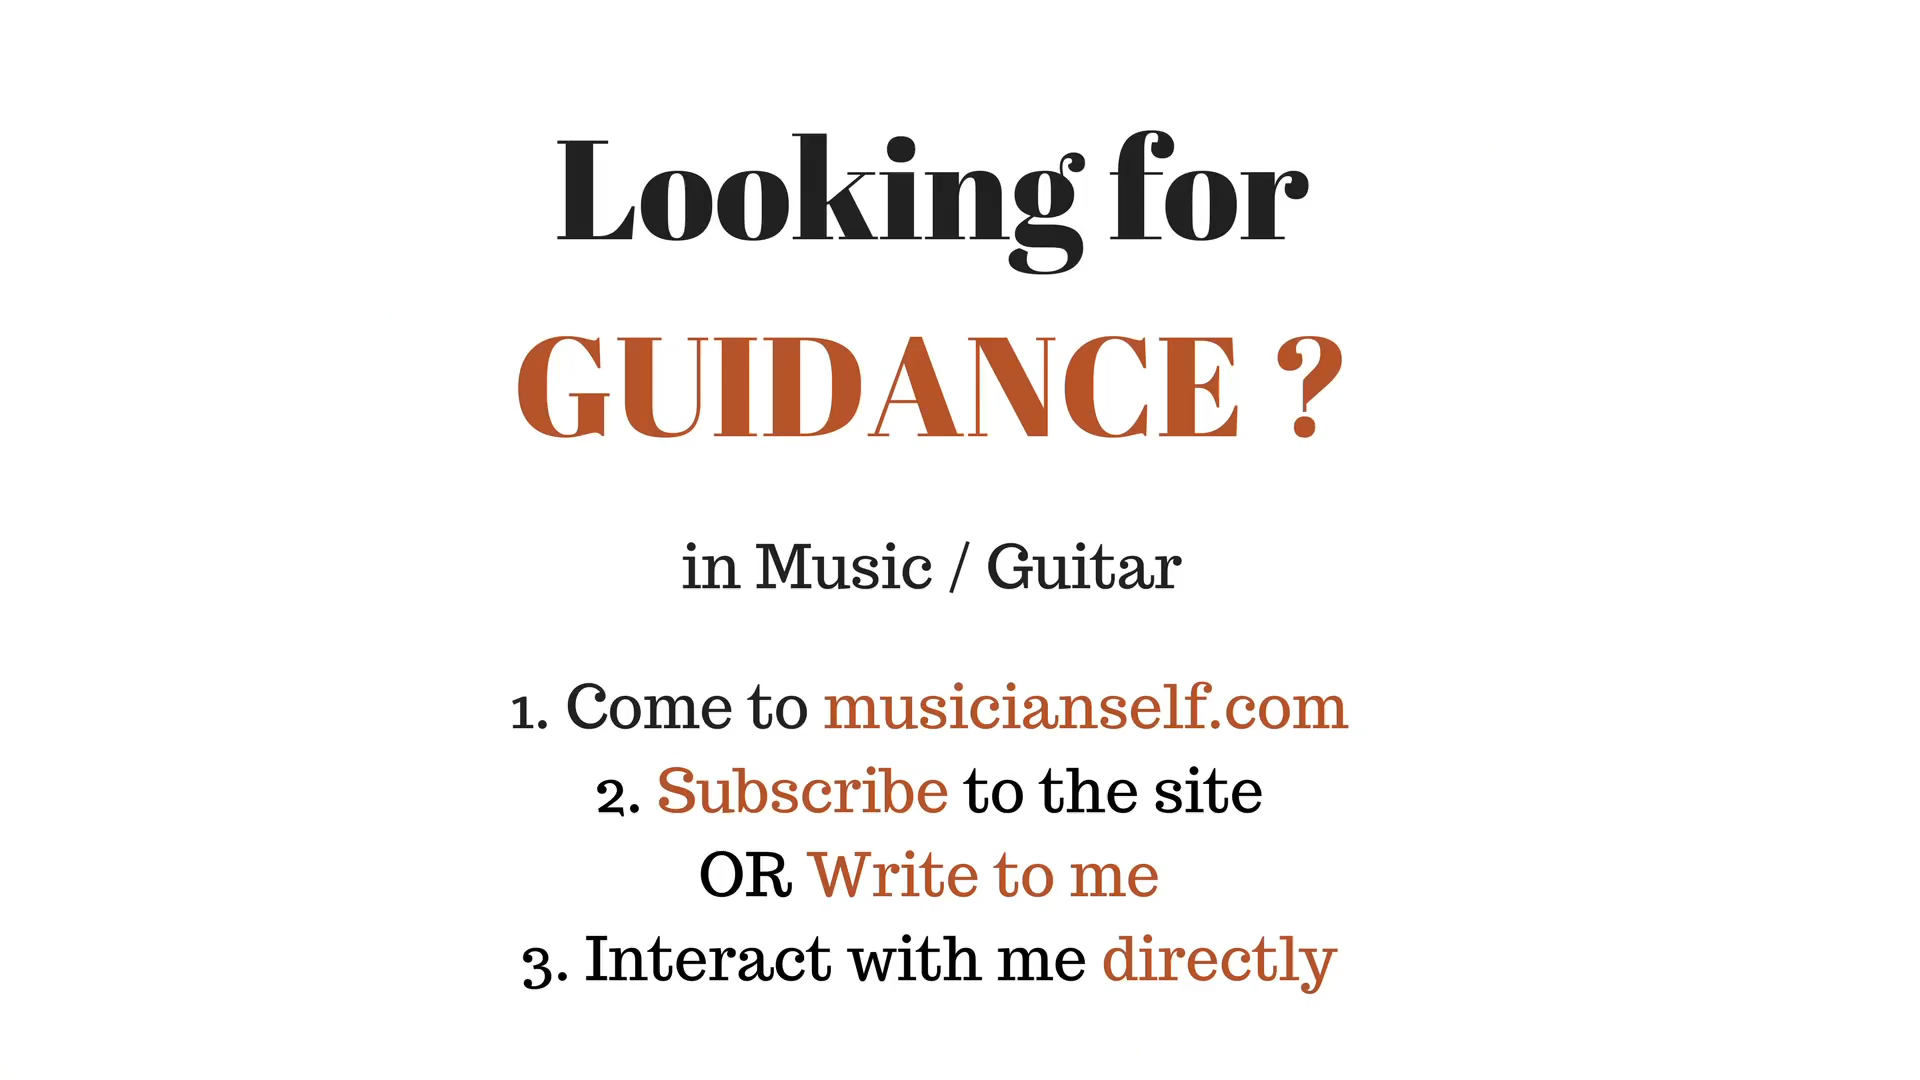 Looking for
GUIDANCE ?
in Music / Guitar
1. Come to musicianself.com
2. Subscribe to the site
OR Write to me
3. Interact with me directly